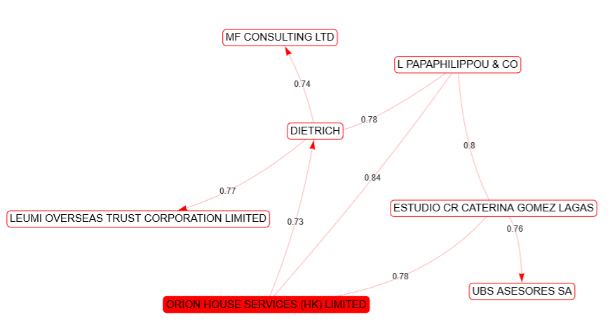 MF CONSULTING LTD
L PAPAPHILIPPOU & CO
0.74
0.78
DIETRICH
0.8
0.84
0.77
ESTUDIO CR CATERINA GOMEZ LAGAS
LEUMI OVERSEAS TRUST CORPORATION LIMITED
0.73
0.76
0.78
UBS ASESORES SA
ORION HOUSE SERVICES (HK) LIMITED